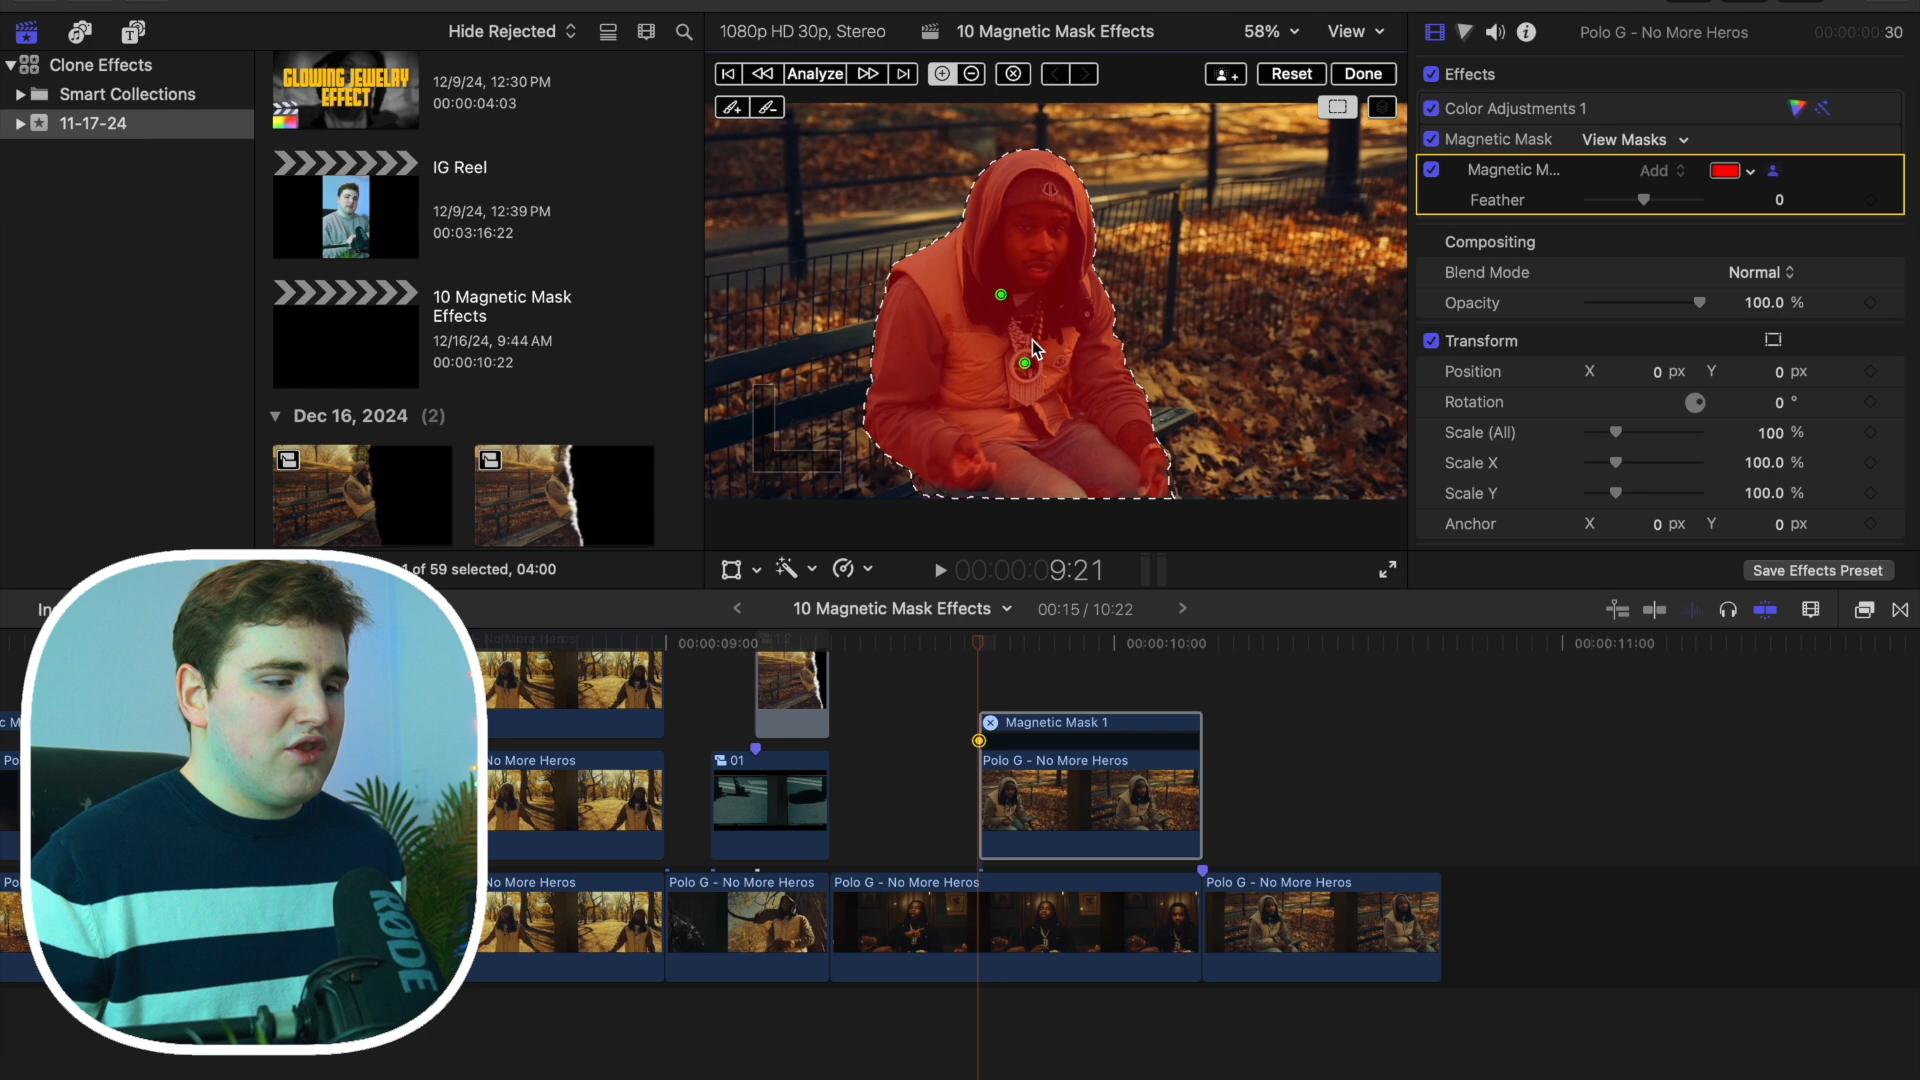 Hide Rejected
1080p HD 30p, Stereo
10 Magnetic Mask Effects
58%
View
Polo G - No More Heros
00:00:00:30
Clone Effects
Smart Collections
11-17-24
GLOWING JEWELRY
EFFECT
12/9/24, 12:30 PM
00:00:04:03
IG Reel
12/9/24, 12:39 PM
00:03:16:22
10 Magnetic Mask
Effects
12/16/24, 9:44 AM
00:00:10:22
Dec 16, 2024 (2)
of 59 selected, 04:00
Analyze
Reset
Done
Effects
Color Adjustments 1
Magnetic Mask
View Masks
Magnetic M...
Add
Feather
0
Compositing
Blend Mode
Normal
Opacity
100.0 %
Transform
Position
X
0 px
Y
0 px
Rotation
0 °
Scale (All)
100 %
Scale X
100.0 %
Scale Y
100.0 %
Anchor
X
0 px
Y
0 px
Save Effects Preset
00:00:09:21
In
10 Magnetic Mask Effects
00:15 / 10:22
00:00:09:00
00:00:10:00
00:00:11:00
No More Heros
c M
Magnetic Mask 1
Po
No More Heros
01
Polo G - No More Heros
Po
No More Heros
Polo G - No More Heros
Polo G - No More Heros
Polo G - No More Heros
RØDE